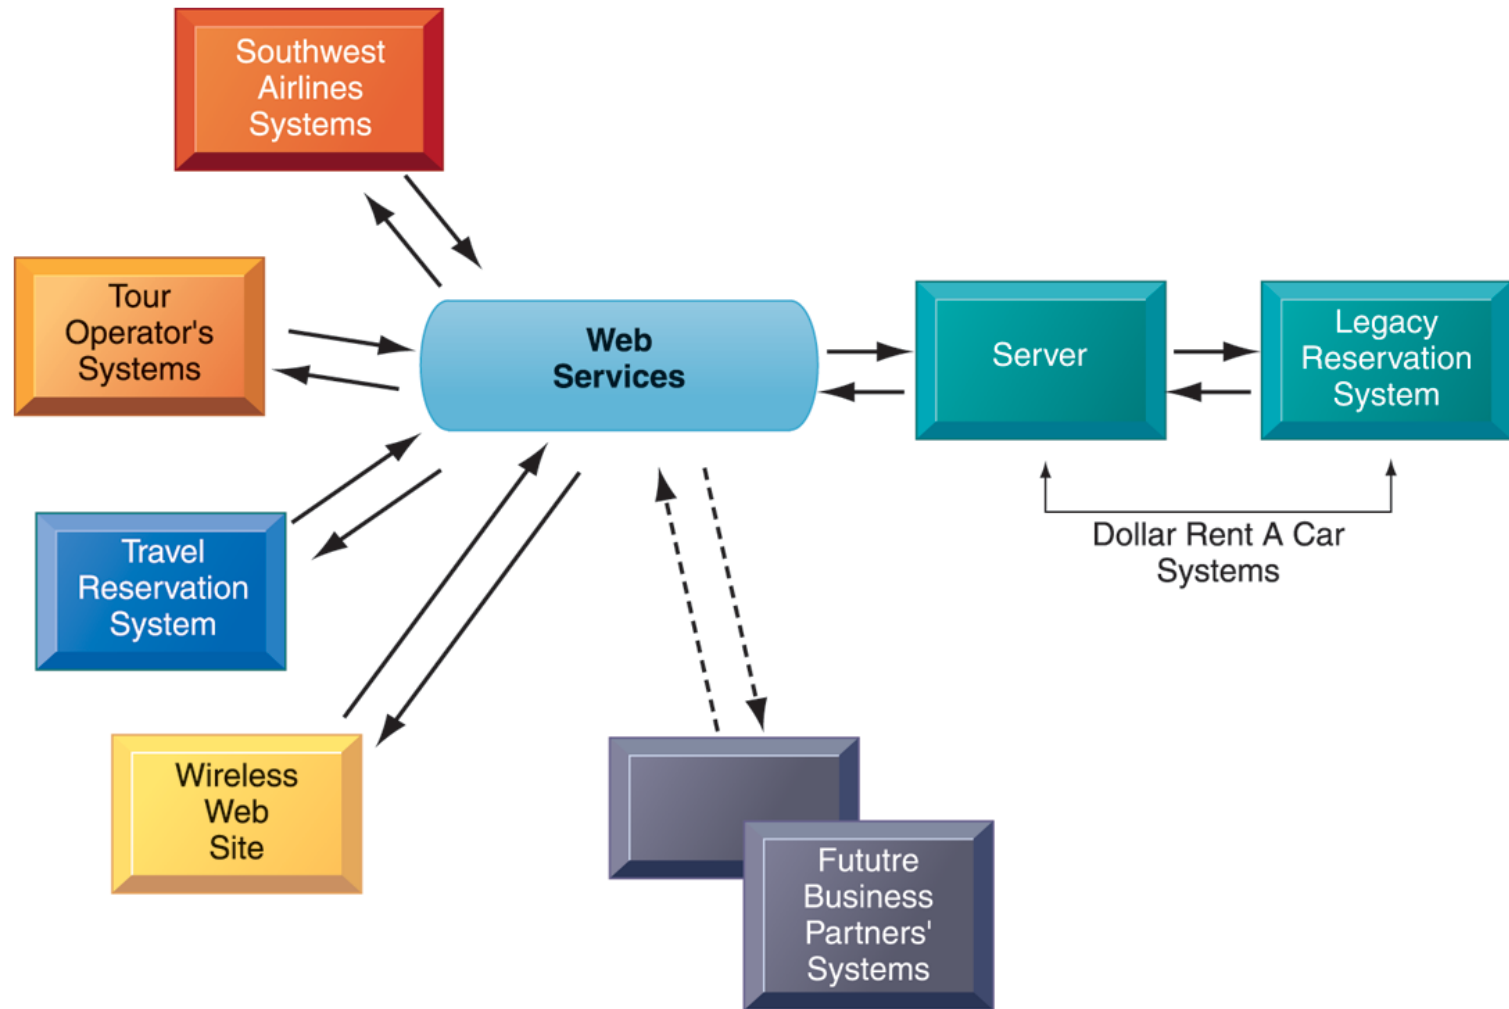 Southwest
Airlines
Systems
Tour
Operator's
Systems
Web
Services
Server
Legacy
Reservation
System
Dollar Rent A Car
Systems
Travel
Reservation
System
Wireless
Web
Site
Fututre
Business
Partners'
Systems